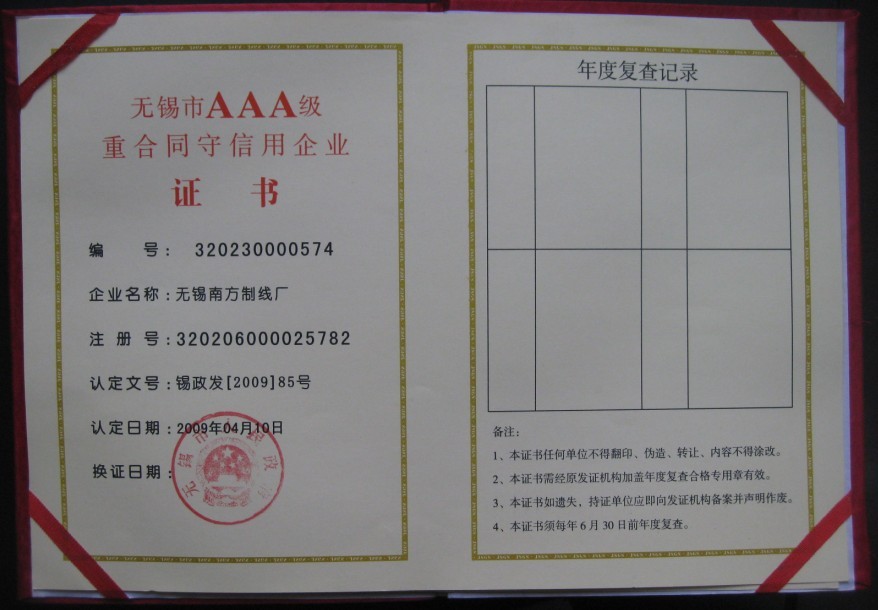 无锡市AAA级
重合同守信用企业
证 书
编 号： 320230000574
企业名称：无锡南方制线厂
注 册 号：320206000025782
认定文号：锡政发[2009]85号
认定日期：2009年04月10日
换证日期：
无锡市人民政府
年度复查记录
备注：
1、本证书任何单位不得翻印、伪造、转让、内容不得涂改。
2、本证书需经原发证机构加盖年度复查合格专用章有效。
3、本证书如遗失，持证单位应即向发证机构备案并声明作废。
4、本证书须每年6月30日前年度复查。